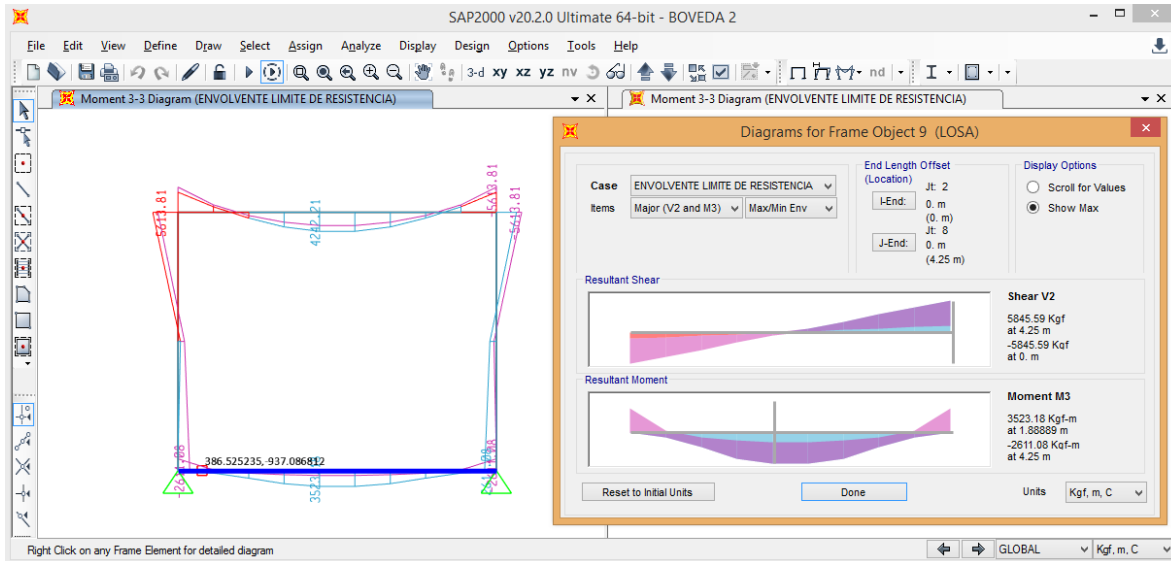 SAP2000 v20.2.0 Ultimate 64-bit - BOVEDA 2
File Edit View Define Draw Select Assign Analyze Display Design Options Tools Help
3-d xy xz yz nv nd
Moment 3-3 Diagram (ENVOLVENTE LIMITE DE RESISTENCIA)
Moment 3-3 Diagram (ENVOLVENTE LIMITE DE RESISTENCIA)
-5613.81
4242.21
-5613.81
-5613.81
386.525235, -937.086812
Diagrams for Frame Object 9 (LOSA)
Case ENVOLVENTE LIMITE DE RESISTENCIA
Items Major (V2 and M3) Max/Min Env
End Length Offset
(Location)
I-End:
Jt: 2
0. m
(0. m)
J-End:
Jt: 8
0. m
(4.25 m)
Display Options
Scroll for Values
Show Max
Resultant Shear
Shear V2
5845.59 Kgf
at 4.25 m
-5845.59 Kgf
at 0. m
Resultant Moment
Moment M3
3523.18 Kgf-m
at 1.88889 m
-2611.08 Kgf-m
at 4.25 m
Reset to Initial Units
Done
Units Kgf, m, C
Right Click on any Frame Element for detailed diagram
GLOBAL
Kgf, m, C